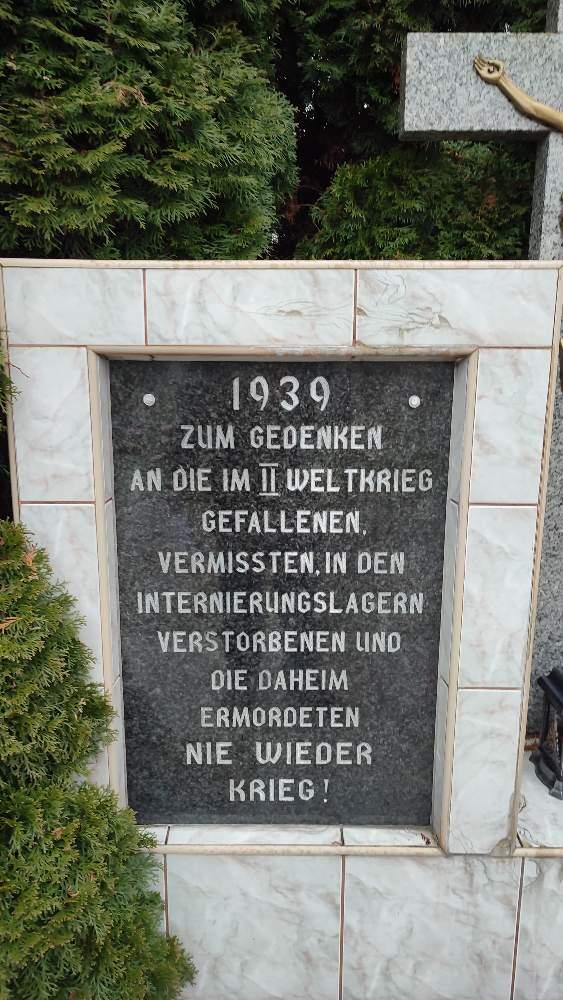 1939
ZUM GEDENKEN
AN DIE IM II WELTKRIEG
GEFALLENEN,
VERMISSTEN, IN DEN
INTERNIERUNGSLAGERN
VERSTORBENEN UND
DIE DAHEIM
ERMORDETEN
NIE WIEDER
KRIEG!